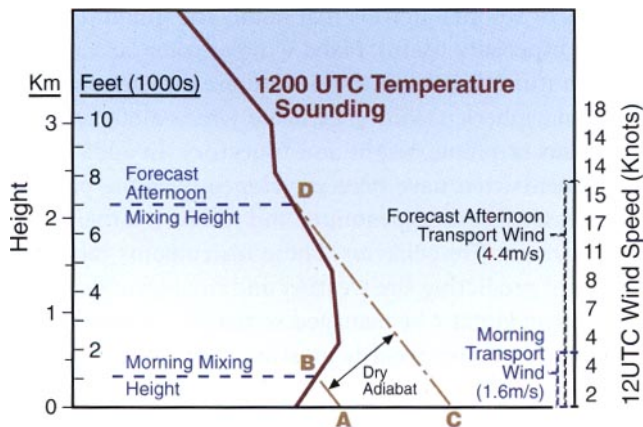 Km
Feet (1000s)
1200 UTC Temperature
Sounding
3
2
1
0
10
8
6
4
2
Height
Forecast Afternoon
Mixing Height
D
Forecast Afternoon
Transport Wind
(4.4m/s)
Morning Mixing
Height
B
Dry
Adiabat
Morning
Transport
Wind
(1.6m/s)
A
C
18
14
14
15
17
11
8
7
4
4
2
12UTC Wind Speed (Knots)